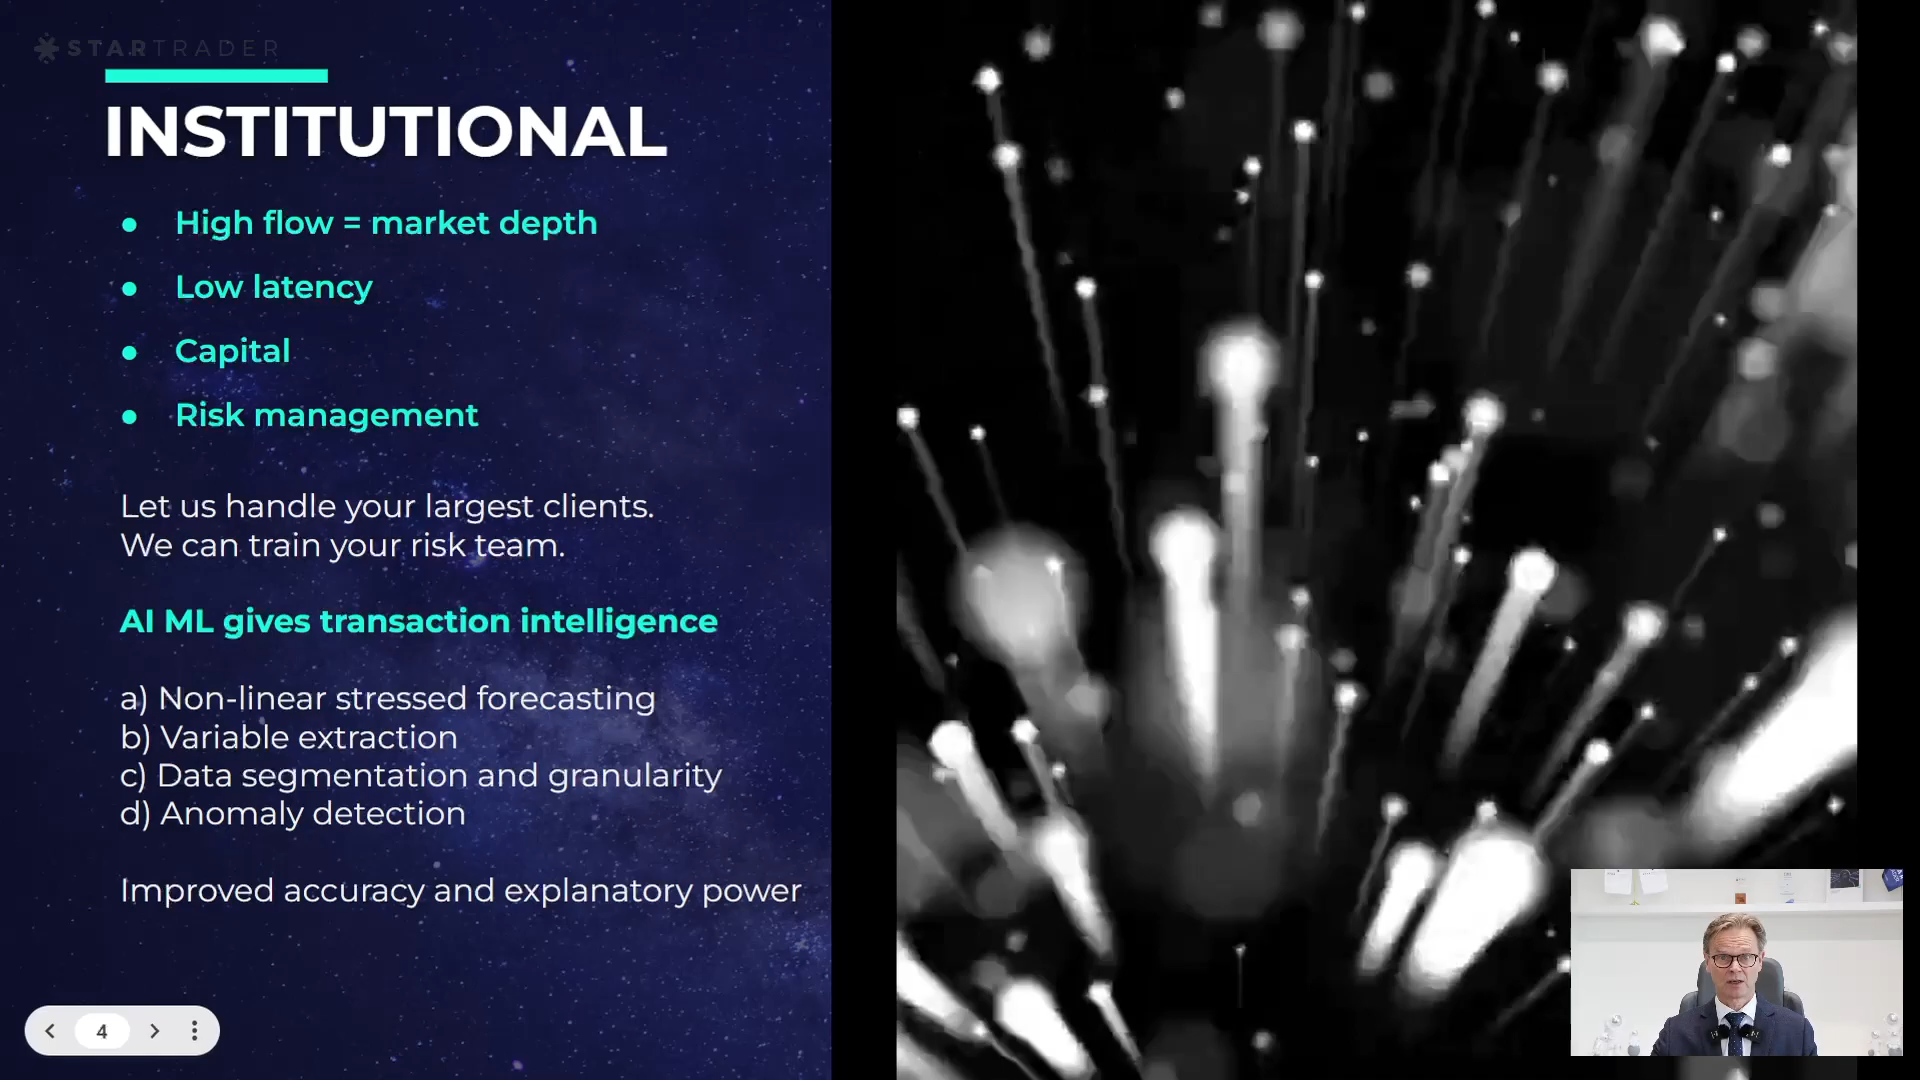 STARTRADER
INSTITUTIONAL
● High flow = market depth
● Low latency
● Capital
● Risk management
Let us handle your largest clients.
We can train your risk team.
AI ML gives transaction intelligence
a) Non-linear stressed forecasting
b) Variable extraction
c) Data segmentation and granularity
d) Anomaly detection
Improved accuracy and explanatory power
4